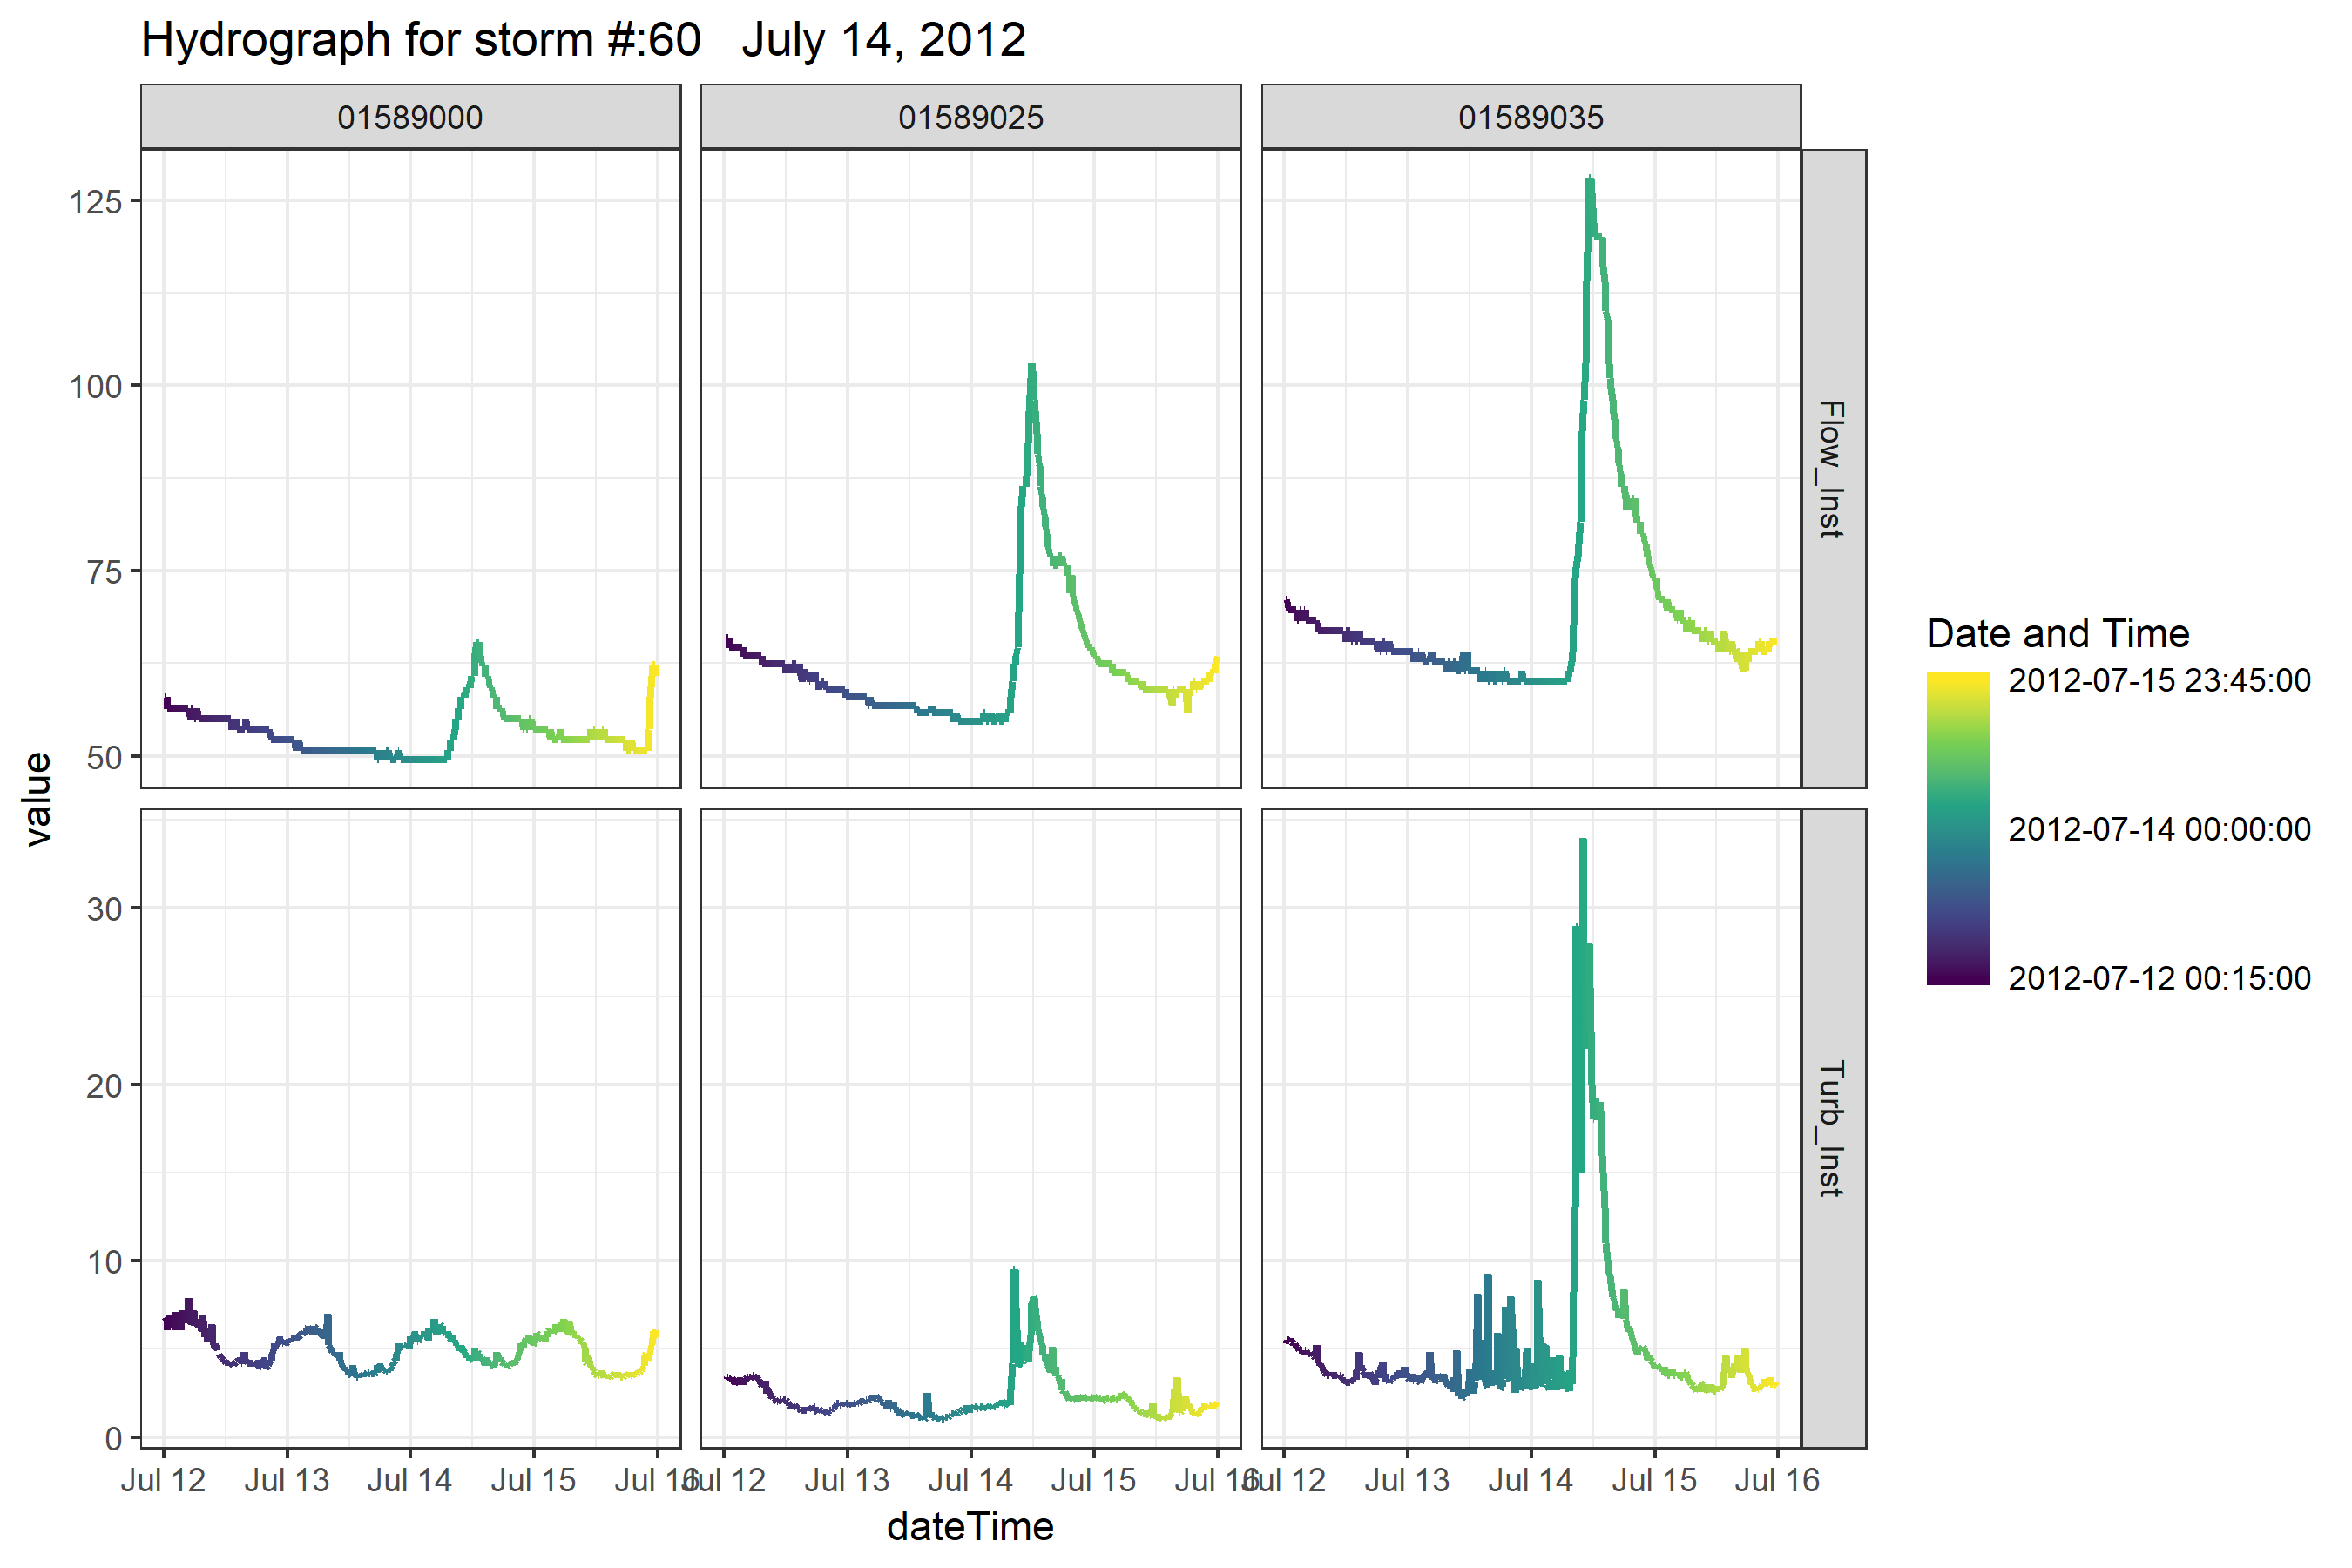 Hydrograph for storm #:60   July 14, 2012
01589000
01589025
01589035
125
100
75
50
Flow_Inst
30
20
10
0
Turb_Inst
value
Jul 12 Jul 13 Jul 14 Jul 15 Jul 16
Jul 12 Jul 13 Jul 14 Jul 15 Jul 16
Jul 12 Jul 13 Jul 14 Jul 15 Jul 16
dateTime
Date and Time
2012-07-15 23:45:00
2012-07-14 00:00:00
2012-07-12 00:15:00